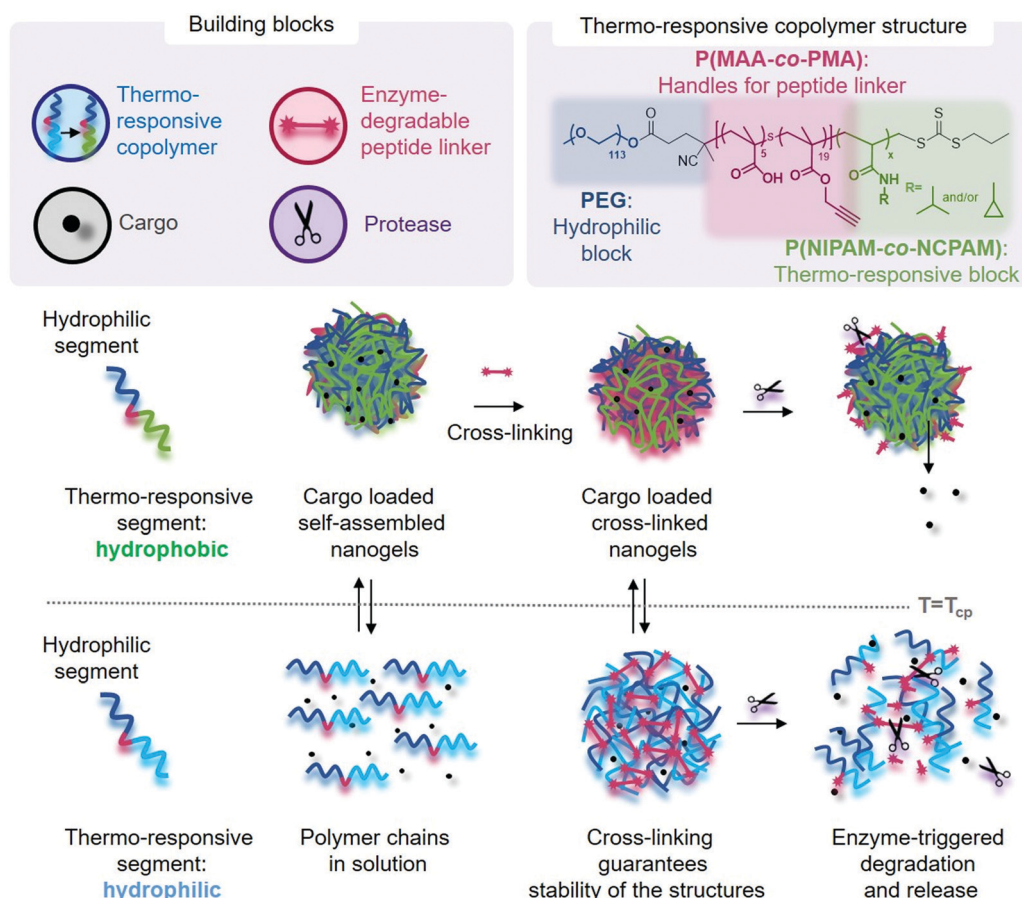 Building blocks
Thermo-
responsive
copolymer
Enzyme-
degradable
peptide linker
Cargo
Protease
Thermo-responsive copolymer structure
P(MAA-co-PMA):
Handles for peptide linker
O
113
O
O
NC
5
s
19
x
S
S
S
O
OH
O
O
O
NH
R
R=
and/or
PEG:
Hydrophilic
block
P(NIPAM-co-NCPAM):
Thermo-responsive block
Hydrophilic
segment
Cross-linking
Thermo-responsive
segment:
hydrophobic
Cargo loaded
self-assembled
nanogels
Cargo loaded
cross-linked
nanogels
T=Tcp
Hydrophilic
segment
Thermo-responsive
segment:
hydrophilic
Polymer chains
in solution
Cross-linking
guarantees
stability of the structures
Enzyme-triggered
degradation
and release